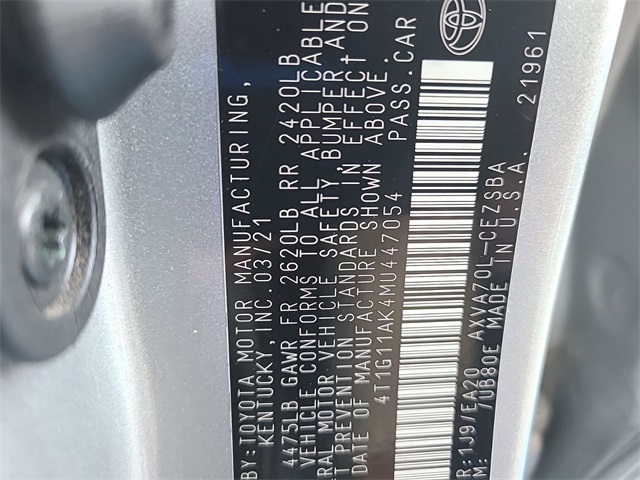 BY:TOYOTA MOTOR MANUFACTURING,
KENTUCKY,INC.03/21
4475LB GAWR FR 2620LB RR 2420LB
VEHICLE CONFORMS TO ALL APPLICABLE
ERAL MOTOR VEHICLE SAFETY, BUMPER,AND
T PREVENTION STANDARDS IN EFFECT ON
DATE OF MANUFACTURE SHOWN ABOVE.
4T1G11AK4MU447054 PASS.CAR
R:1J9/EA20 AXVA70L-CEZSBA
M: /UB80E MADE IN U.S.A. 21961